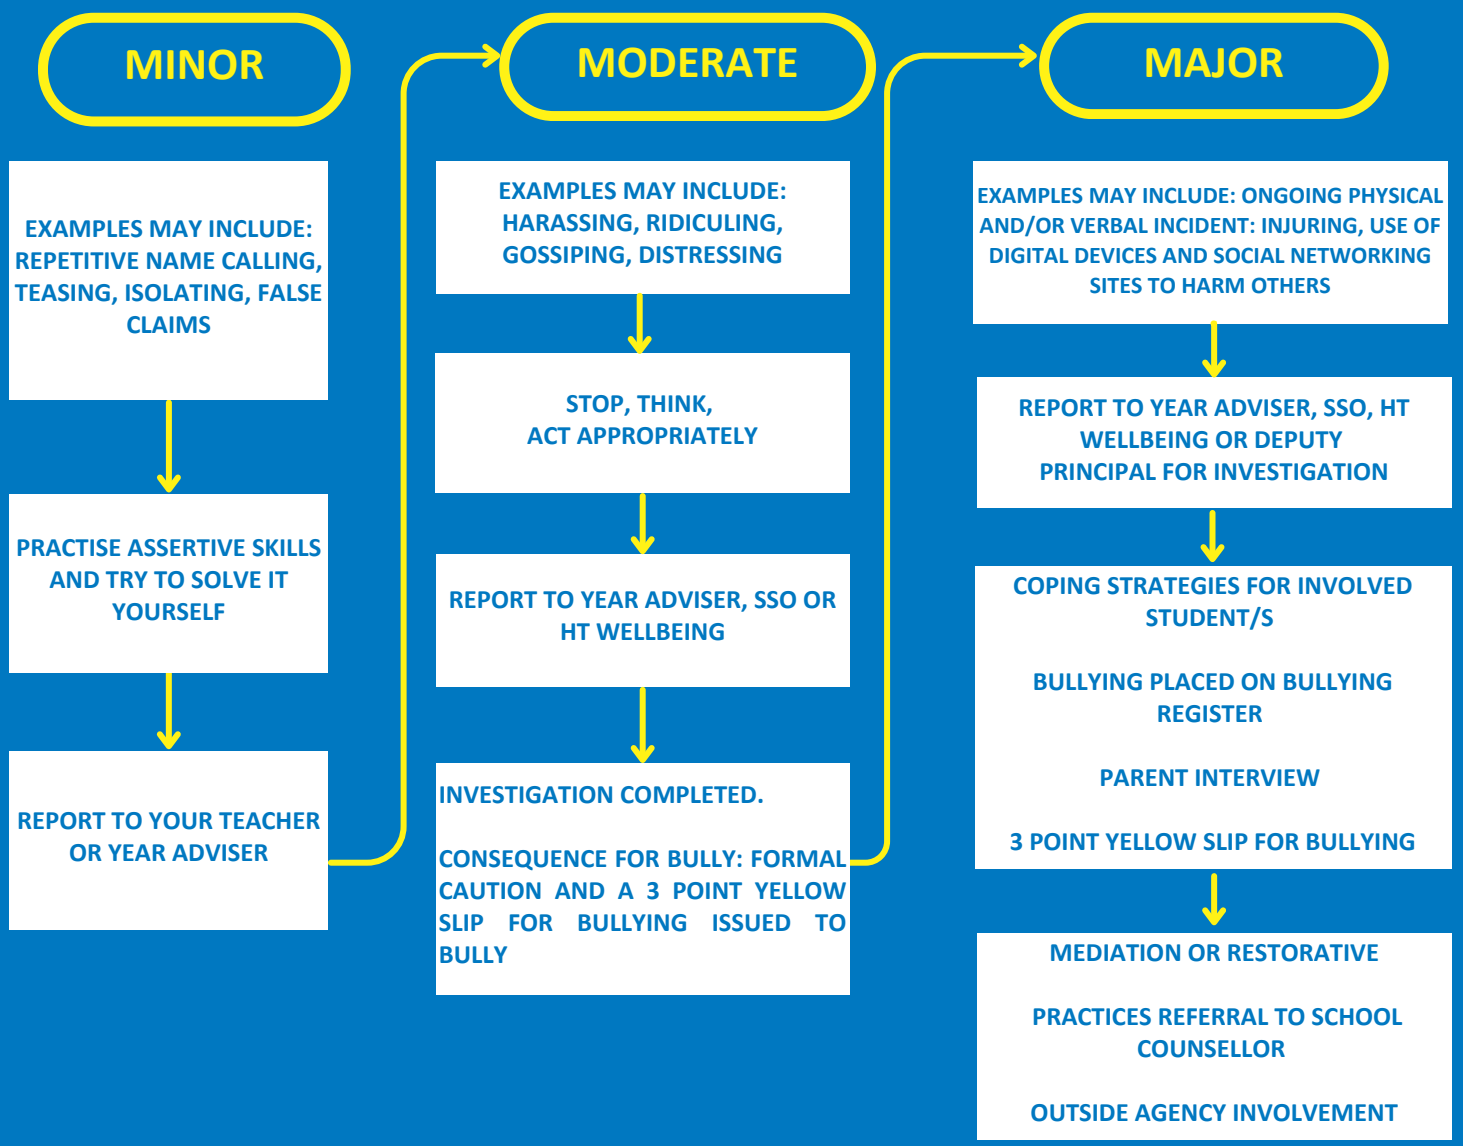 MINOR
EXAMPLES MAY INCLUDE:
REPETITIVE NAME CALLING,
TEASING, ISOLATING, FALSE
CLAIMS
PRACTISE ASSERTIVE SKILLS
AND TRY TO SOLVE IT
YOURSELF
REPORT TO YOUR TEACHER
OR YEAR ADVISER
MODERATE
EXAMPLES MAY INCLUDE:
HARASSING, RIDICULING,
GOSSIPING, DISTRESSING
STOP, THINK,
ACT APPROPRIATELY
REPORT TO YEAR ADVISER, SSO OR
HT WELLBEING
INVESTIGATION COMPLETED.
CONSEQUENCE FOR BULLY: FORMAL
CAUTION AND A 3 POINT YELLOW
SLIP FOR BULLYING ISSUED TO
BULLY
MAJOR
EXAMPLES MAY INCLUDE: ONGOING PHYSICAL
AND/OR VERBAL INCIDENT: INJURING, USE OF
DIGITAL DEVICES AND SOCIAL NETWORKING
SITES TO HARM OTHERS
REPORT TO YEAR ADVISER, SSO, HT
WELLBEING OR DEPUTY
PRINCIPAL FOR INVESTIGATION
COPING STRATEGIES FOR INVOLVED
STUDENT/S
BULLYING PLACED ON BULLYING
REGISTER
PARENT INTERVIEW
3 POINT YELLOW SLIP FOR BULLYING
MEDIATION OR RESTORATIVE
PRACTICES REFERRAL TO SCHOOL
COUNSELLOR
OUTSIDE AGENCY INVOLVEMENT